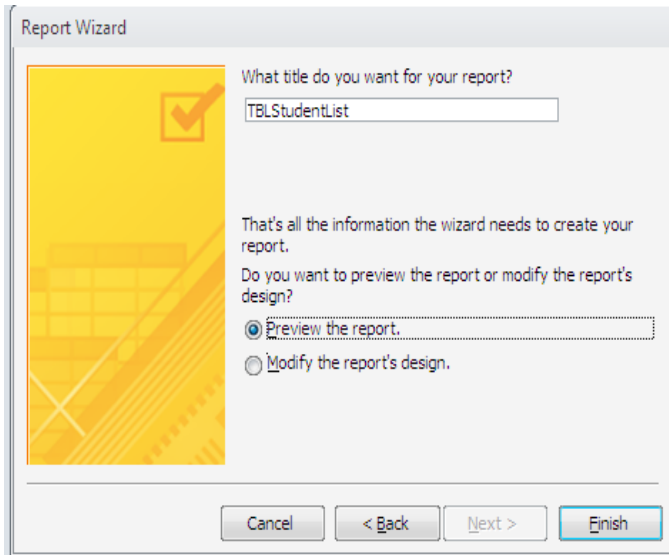 Report Wizard
What title do you want for your report?
TBLStudentList
That's all the information the wizard needs to create your
report.
Do you want to preview the report or modify the report's
design?
Preview the report.
Modify the report's design.
Cancel
< Back
Next >
Finish